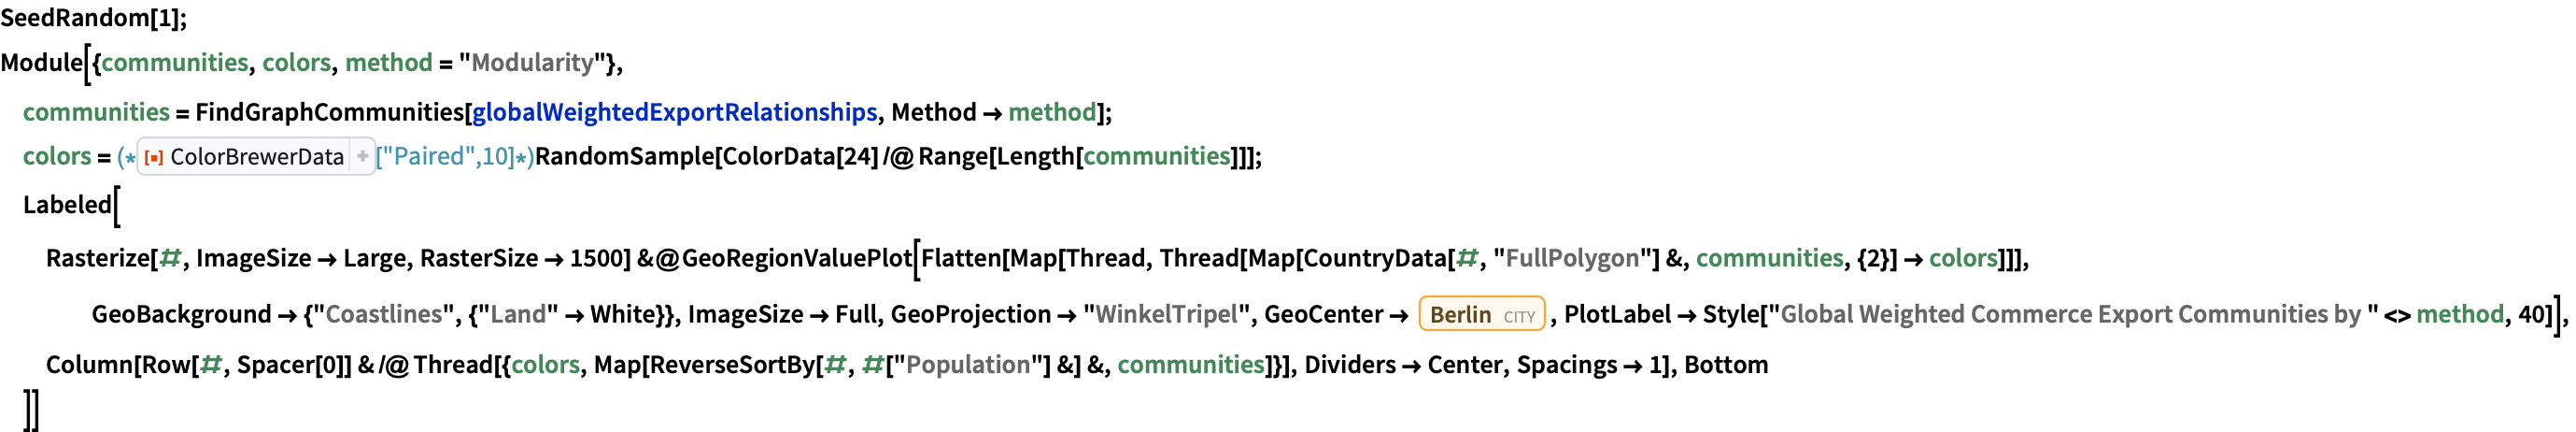 SeedRandom[1];
Module[{communities, colors, method = "Modularity"},
communities = FindGraphCommunities[globalWeightedExportRelationships, Method → method];
colors = (*[▪] ColorBrewerData +["Paired",10]*)RandomSample[ColorData[24] /@ Range[Length[communities]]];
Labeled[
Rasterize[#, ImageSize → Large, RasterSize → 1500] &@GeoRegionValuePlot[Flatten[Map[Thread, Thread[Map[CountryData[#, "FullPolygon"] &, communities, {2}] → colors]]],
GeoBackground → {"Coastlines", {"Land" → White}}, ImageSize → Full, GeoProjection → "WinkelTripel", GeoCenter → Berlin CITY , PlotLabel → Style["Global Weighted Commerce Export Communities by " <> method, 40]],
Column[Row[#, Spacer[0]] & /@ Thread[{colors, Map[ReverseSortBy[#, #["Population"] &] &, communities]}], Dividers → Center, Spacings → 1], Bottom
]]